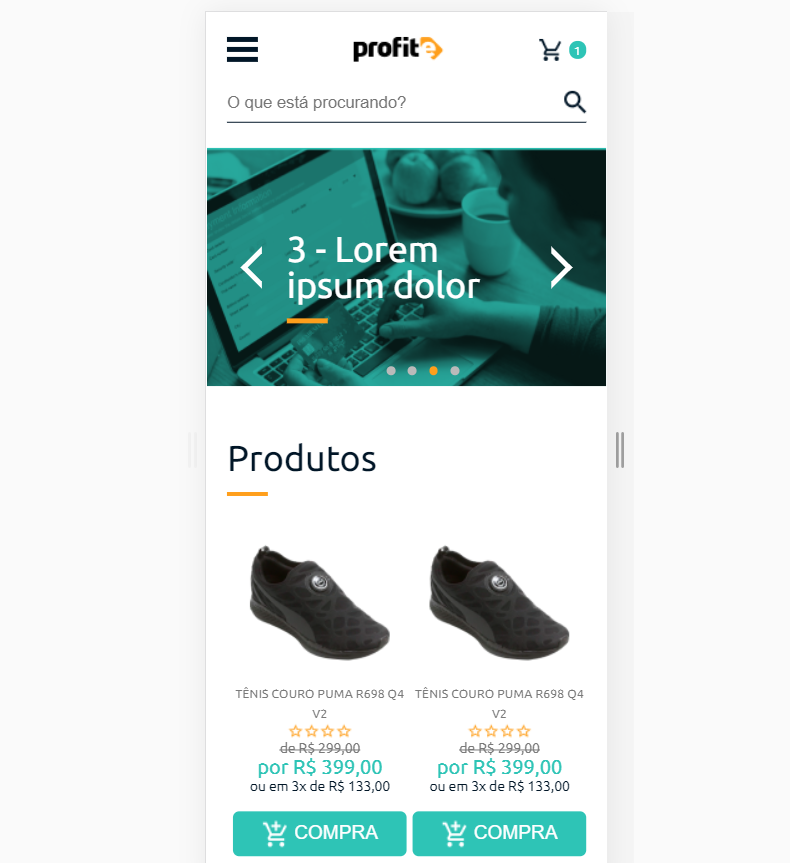 profite
1
O que está procurando?
3 - Lorem
ipsum dolor
Produtos
TÊNIS COURO PUMA R698 Q4
V2
de R$ 299,00
por R$ 399,00
ou em 3x de R$ 133,00
COMPRA
TÊNIS COURO PUMA R698 Q4
V2
de R$ 299,00
por R$ 399,00
ou em 3x de R$ 133,00
COMPRA